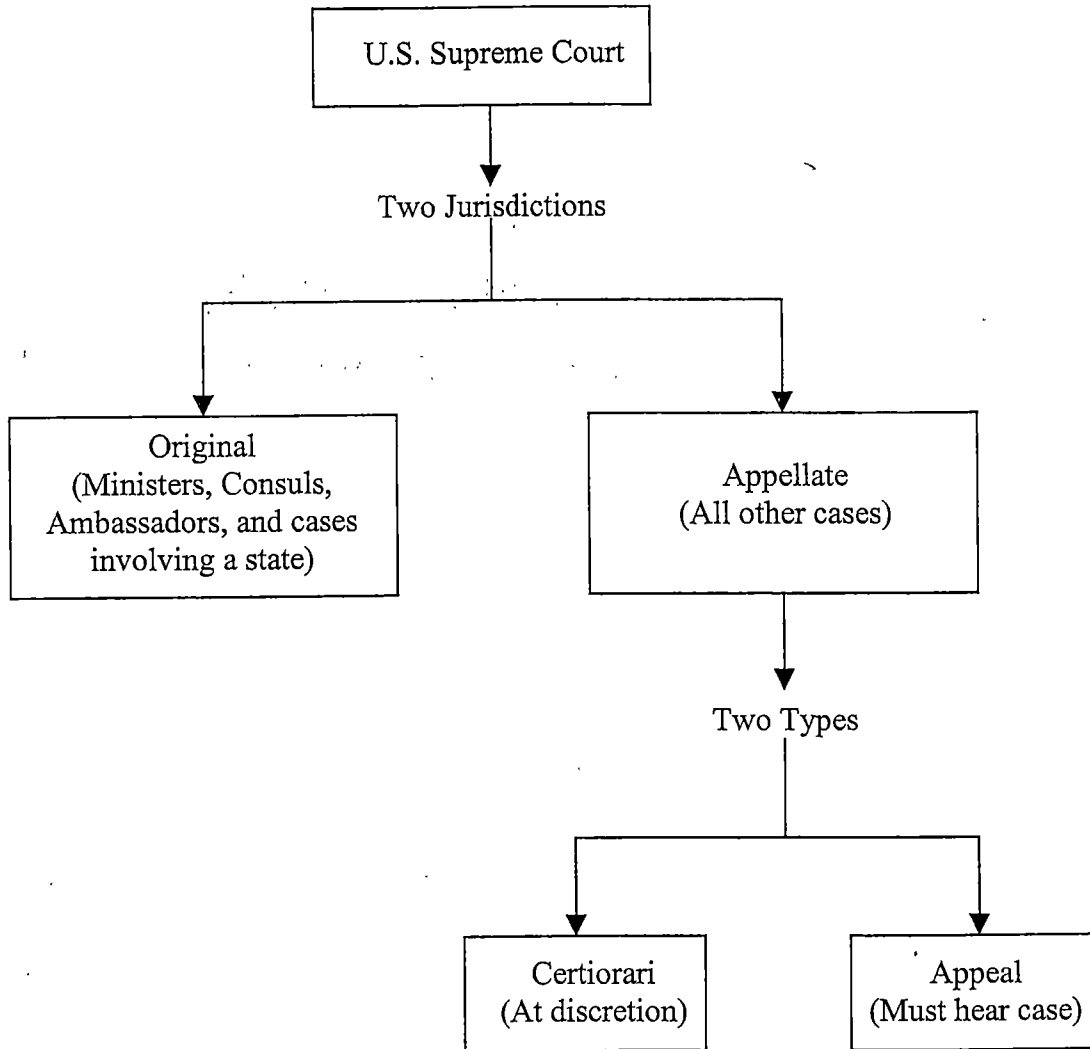 U.S. Supreme Court
Two Jurisdictions
Original
(Ministers, Consuls,
Ambassadors, and cases
involving a state)
Appellate
(All other cases)
Two Types
Certiorari
(At discretion)
Appeal
(Must hear case)